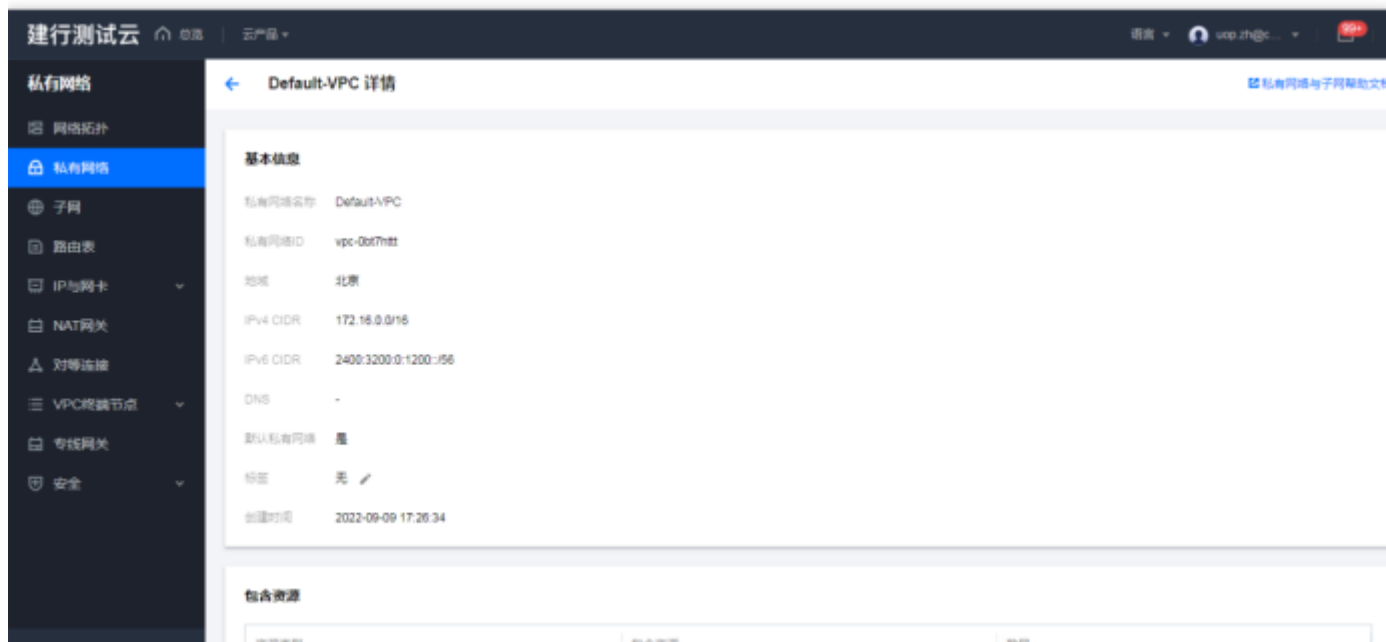 建行测试云 总览 云产品 语言 uop.zh@c... 99+
私有网络
Default-VPC 详情
私有网络与子网帮助文档
网络拓扑
私有网络
子网
路由表
IP与网卡
NAT网关
对等连接
VPC终端节点
专线网关
安全
基本信息
私有网络名称 Default-VPC
私有网络ID
地域 北京
IPv4 CIDR 172.16.0.0/16
IPv6 CIDR 2400:3200:0:1200::/56
DNS -
默认私有网络 是
标签 无
创建时间 2022-09-09 17:26:34
包含资源